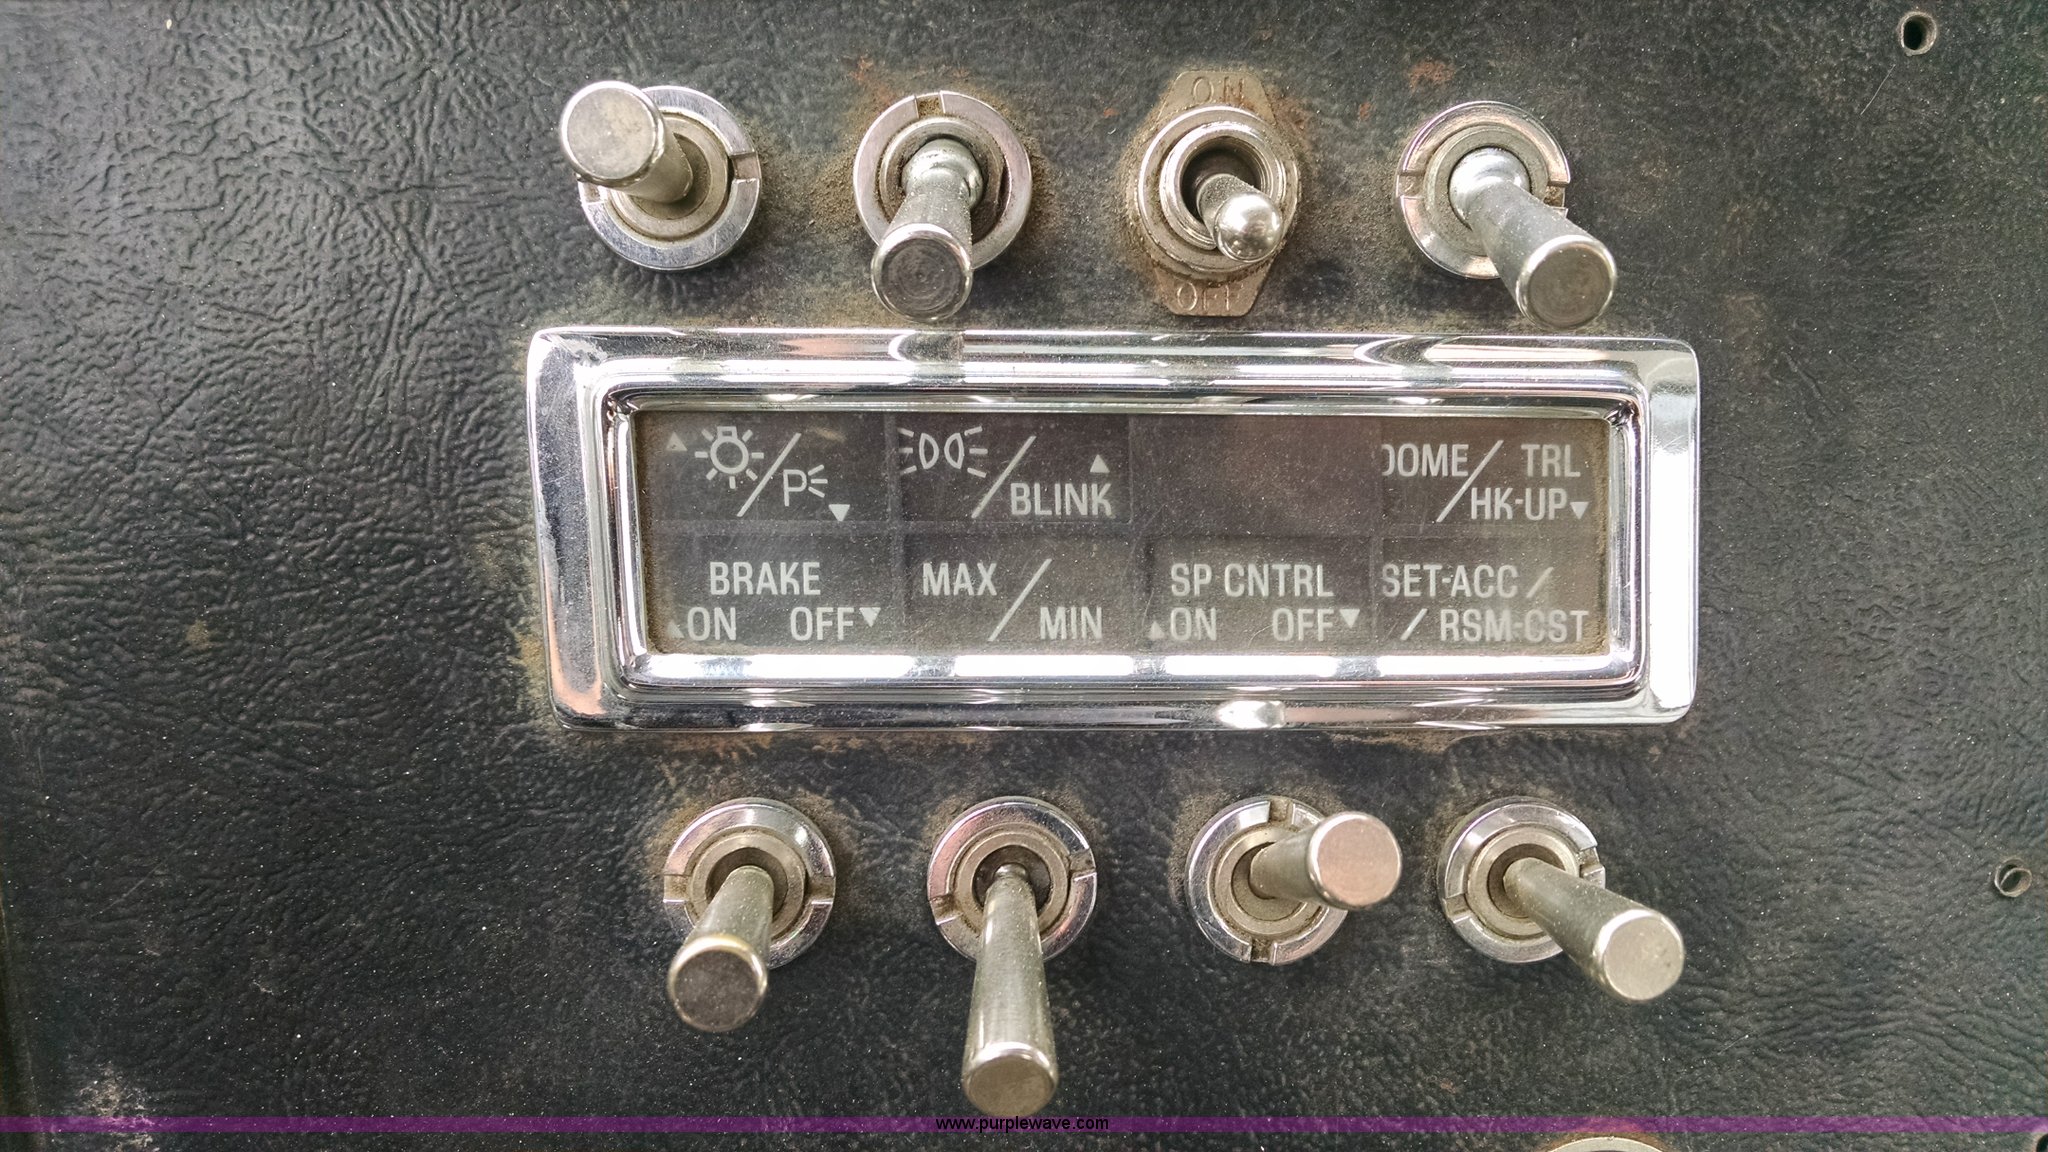 ON
OFF
P
BLINK
DOME / TRL
HK-UP
BRAKE
ON OFF
MAX / MIN
SP CNTRL
ON OFF
SET-ACC /
/ RSM-CST
www.purplewave.com